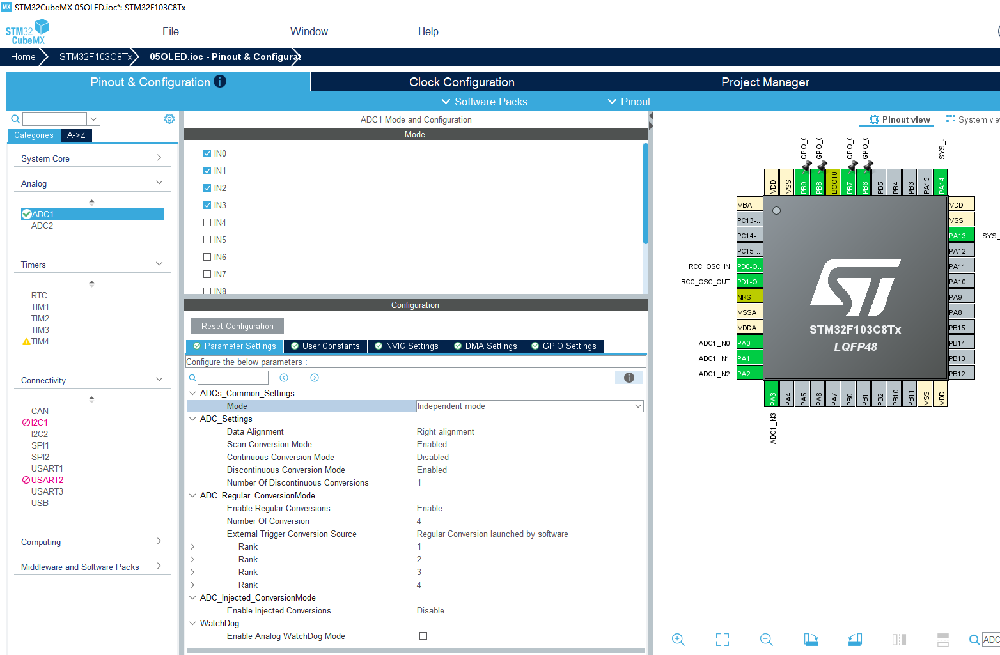 MX STM32CubeMX 05OLED.ioc*: STM32F103C8Tx
STM32
CubeMX
File
Window
Help
Home
STM32F103C8Tx
05OLED.ioc - Pinout & Configurat
Pinout & Configuration
Clock Configuration
Project Manager
Software Packs
Pinout
Categories
A->Z
System Core
Analog
ADC1
ADC2
Timers
RTC
TIM1
TIM2
TIM3
TIM4
Connectivity
CAN
I2C1
I2C2
SPI1
SPI2
USART1
USART2
USART3
USB
Computing
Middleware and Software Packs
ADC1 Mode and Configuration
Mode
IN0
IN1
IN2
IN3
IN4
IN5
IN6
IN7
IN8
Configuration
Reset Configuration
Parameter Settings
User Constants
NVIC Settings
DMA Settings
GPIO Settings
Configure the below parameters :
ADCs_Common_Settings
Mode Independent mode
ADC_Settings
Data Alignment Right alignment
Scan Conversion Mode Enabled
Continuous Conversion Mode Disabled
Discontinuous Conversion Mode Enabled
Number Of Discontinuous Conversions 1
ADC_Regular_ConversionMode
Enable Regular Conversions Enable
Number Of Conversion 4
External Trigger Conversion Source Regular Conversion launched by software
Rank 1
Rank 2
Rank 3
Rank 4
ADC_Injected_ConversionMode
Enable Injected Conversions Disable
WatchDog
Enable Analog WatchDog Mode
Pinout view
System vie
GPIO_
GPIO_
GPIO_
GPIO_
SYS_J
VDD
VSS
PB9
PB8
BOOT0
PB7
PB6
PB5
PB4
PB3
PA15
PA14
VBAT
PC13-..
PC14-..
PC15-..
RCC_OSC_IN PD0-O..
RCC_OSC_OUT PD1-O..
NRST
VSSA
VDDA
ADC1_IN0 PA0-..
ADC1_IN1 PA1
ADC1_IN2 PA2
VDD
VSS
PA13 SYS_
PA12
PA11
PA10
PA9
PA8
PB15
PB14
PB13
PB12
STM32F103C8Tx
LQFP48
PA3
PA4
PA5
PA6
PA7
PB0
PB1
PB2
PB10
PB11
VSS
VDD
ADC1_IN3
ADC